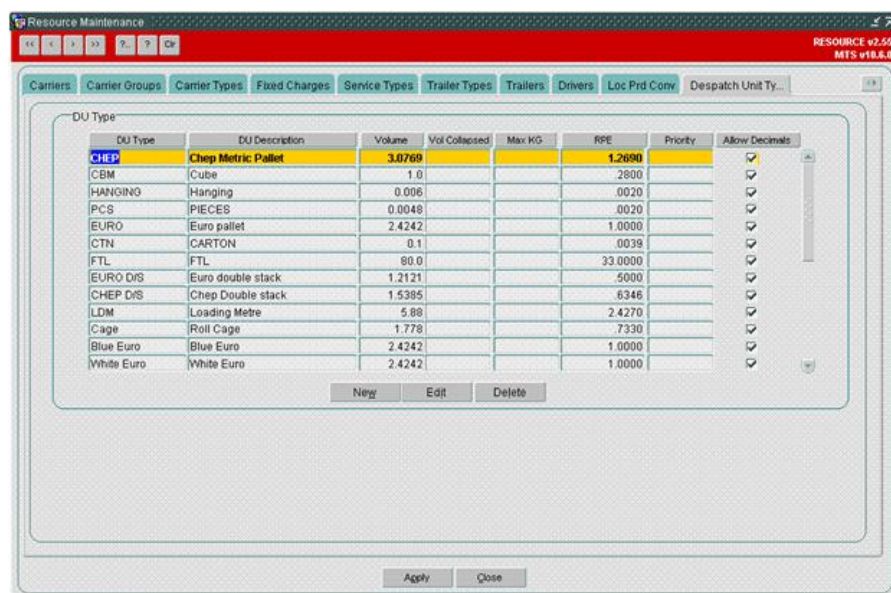 Resource Maintenance
<< < > >> ?.. ? Clr
RESOURCE v2.55
MTS v10.6.0
Carriers Carrier Groups Carrier Types Fixed Charges Service Types Trailer Types Trailers Drivers Loc Prd Conv Despatch Unit Ty...
DU Type
DU Type DU Description Volume Vol Collapsed Max KG RPE Priority Allow Decimals
CHEP Chep Metric Pallet 3.0769 1.2690
CBM Cube 1.0 .2800
HANGING Hanging 0.006 .0020
PCS PIECES 0.0048 .0020
EURO Euro pallet 2.4242 1.0000
CTN CARTON 0.1 .0039
FTL FTL 80.0 33.0000
EURO D/S Euro double stack 1.2121 .5000
CHEP D/S Chep Double stack 1.5385 .6346
LDM Loading Metre 5.88 2.4270
Cage Roll Cage 1.778 .7330
Blue Euro Blue Euro 2.4242 1.0000
White Euro White Euro 2.4242 1.0000
New Edit Delete
Apply Close